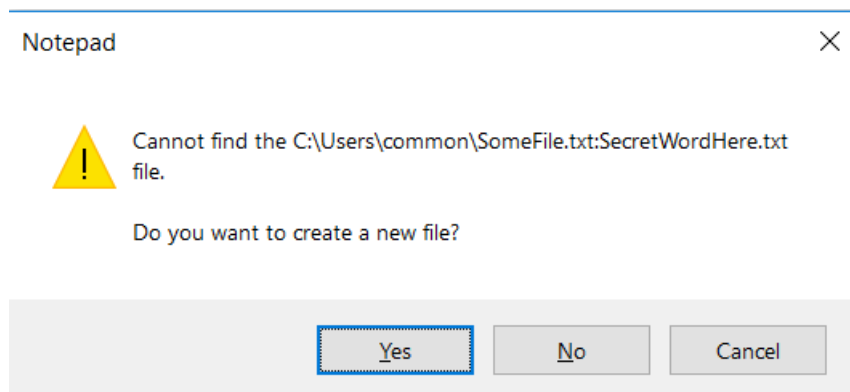 Notepad
Cannot find the C:\Users\common\SomeFile.txt:SecretWordHere.txt
file.
Do you want to create a new file?
Yes No Cancel